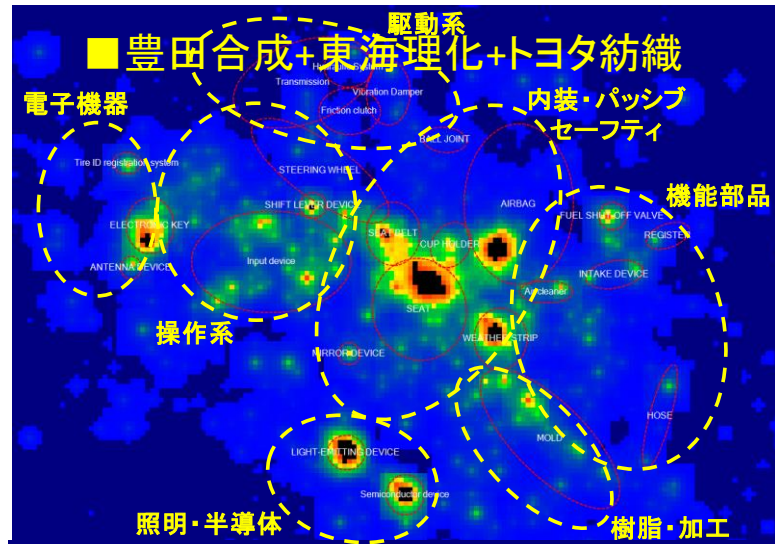 駆動系
■豊田合成+東海理化+トヨタ紡織
Hydraulic System
Transmission
Vibration Damper
Friction clutch
電子機器
内装・パッシブ
セーフティ
BALL JOINT
Tire ID registration system
STEERING WHEEL
機能部品
SHIFT LEVER DEVICE
AIRBAG
ELECTRONIC KEY
SEATBELT
FUEL SHUT-OFF VALVE
CUP HOLDER
REGISTER
ANTENNA DEVICE
Input device
INTAKE DEVICE
Air cleaner
SEAT
操作系
WEATHER STRIP
MIRROR DEVICE
HOSE
MOLD
LIGHT-EMITTING DEVICE
Semiconductor device
照明・半導体
樹脂・加工